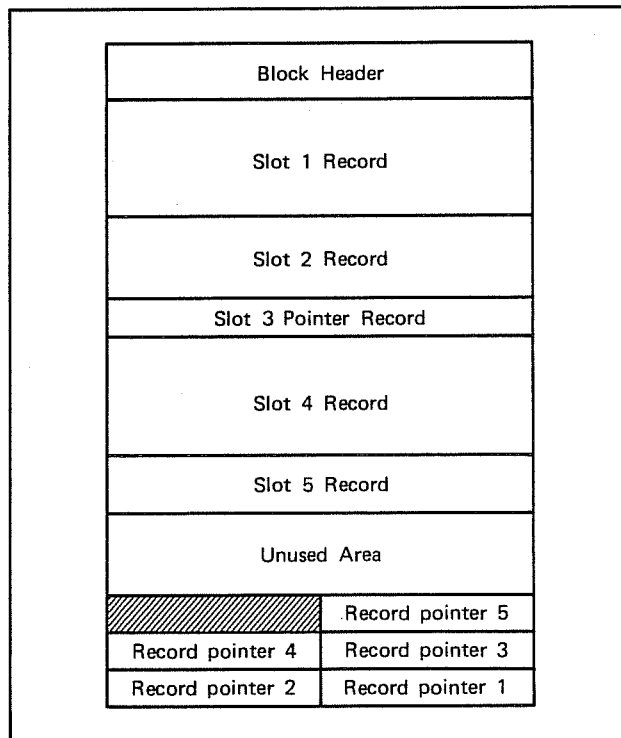 Block Header
Slot 1 Record
Slot 2 Record
Slot 3 Pointer Record
Slot 4 Record
Slot 5 Record
Unused Area
Record pointer 5
Record pointer 4 Record pointer 3
Record pointer 2 Record pointer 1